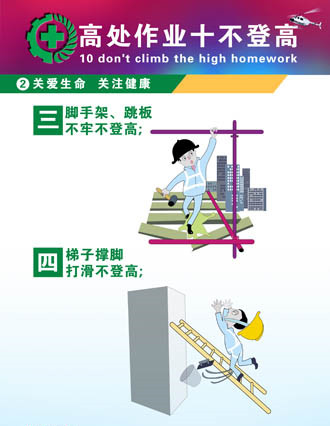 高处作业十不登高
10 don't climb the high homework
❷关爱生命 关注健康
三 脚手架、跳板
不牢不登高;
四 梯子撑脚
打滑不登高;